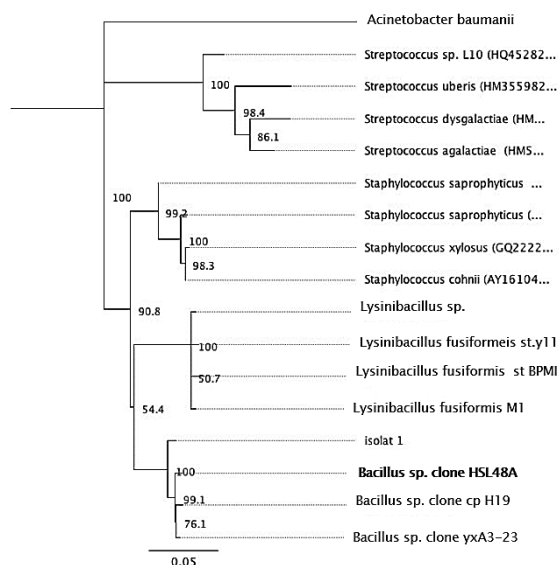 Acinetobacter baumanii
Streptococcus sp. L10 (HQ45282...
100
Streptococcus uberis (HM355982...
98.4
Streptococcus dysgalactiae (HM...
86.1
Streptococcus agalactiae (HM5...
Staphylococcus saprophyticus ...
100
99.2
Staphylococcus saprophyticus (...
100
Staphylococcus xylosus (GQ2222...
98.3
Staphylococcus cohnii (AY16104...
90.8
Lysinibacillus sp.
Lysinibacillus fusiformeis st.y11
100
Lysinibacillus fusiformis st BPMI
50.7
Lysinibacillus fusiformis M1
54.4
isolat 1
100
Bacillus sp. clone HSL48A
99.1
Bacillus sp. clone cp H19
76.1
Bacillus sp. clone yxA3-23
0.05